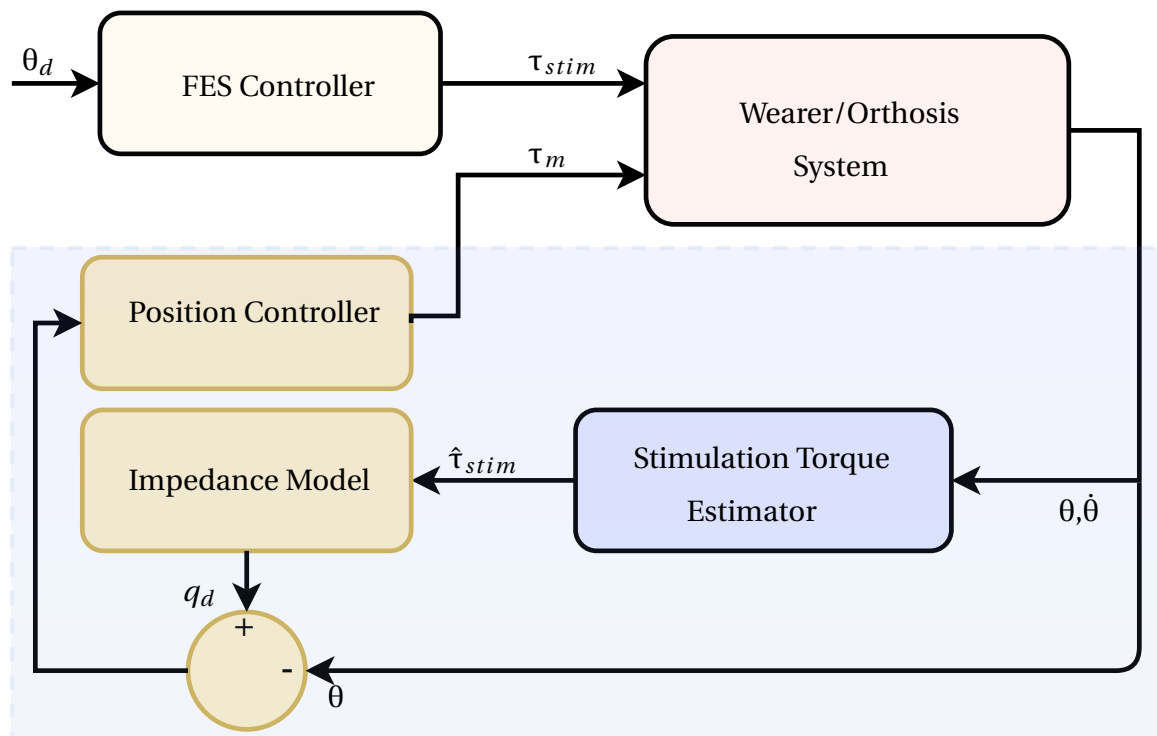 θ_d
FES Controller
τ_stim
Wearer/Orthosis
System
τ_m
Position Controller
Impedance Model
τ̂_stim
Stimulation Torque
Estimator
θ,θ̇
q_d
+
-
θ